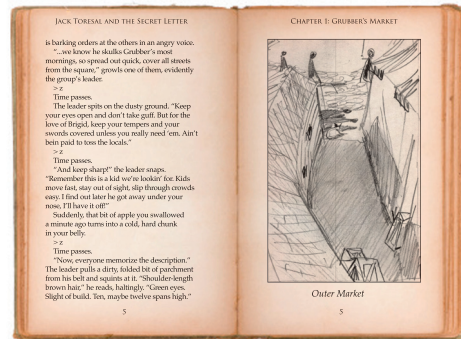 JACK TORESAL AND THE SECRET LETTER
is barking orders at the others in an angry voice.
"...we know he skulks Grubber's most
mornings, so spread out quick, cover all streets
from the square," growls one of them, evidently
the group's leader.
> z
Time passes.
The leader spits on the dusty ground. "Keep
your eyes open and don't take guff. But for the
love of Brigid, keep your tempers and your
swords covered unless you really need 'em. Ain't
bein paid to toss the locals."
> z
Time passes.
"And keep sharp!" the leader snaps.
"Remember this is a kid we're lookin' for. Kids
move fast, stay out of sight, slip through crowds
easy. I find out later he got away under your
nose, I'll have it off!"
Suddenly, that bit of apple you swallowed
a minute ago turns into a cold, hard chunk
in your belly.
> z
Time passes.
"Now, everyone memorize the description."
The leader pulls a dirty, folded bit of parchment
from his belt and squints at it. "Shoulder-length
brown hair," he reads, haltingly. "Green eyes.
Slight of build. Ten, maybe twelve spans high."
5
CHAPTER 1: GRUBBER'S MARKET
Outer Market
5